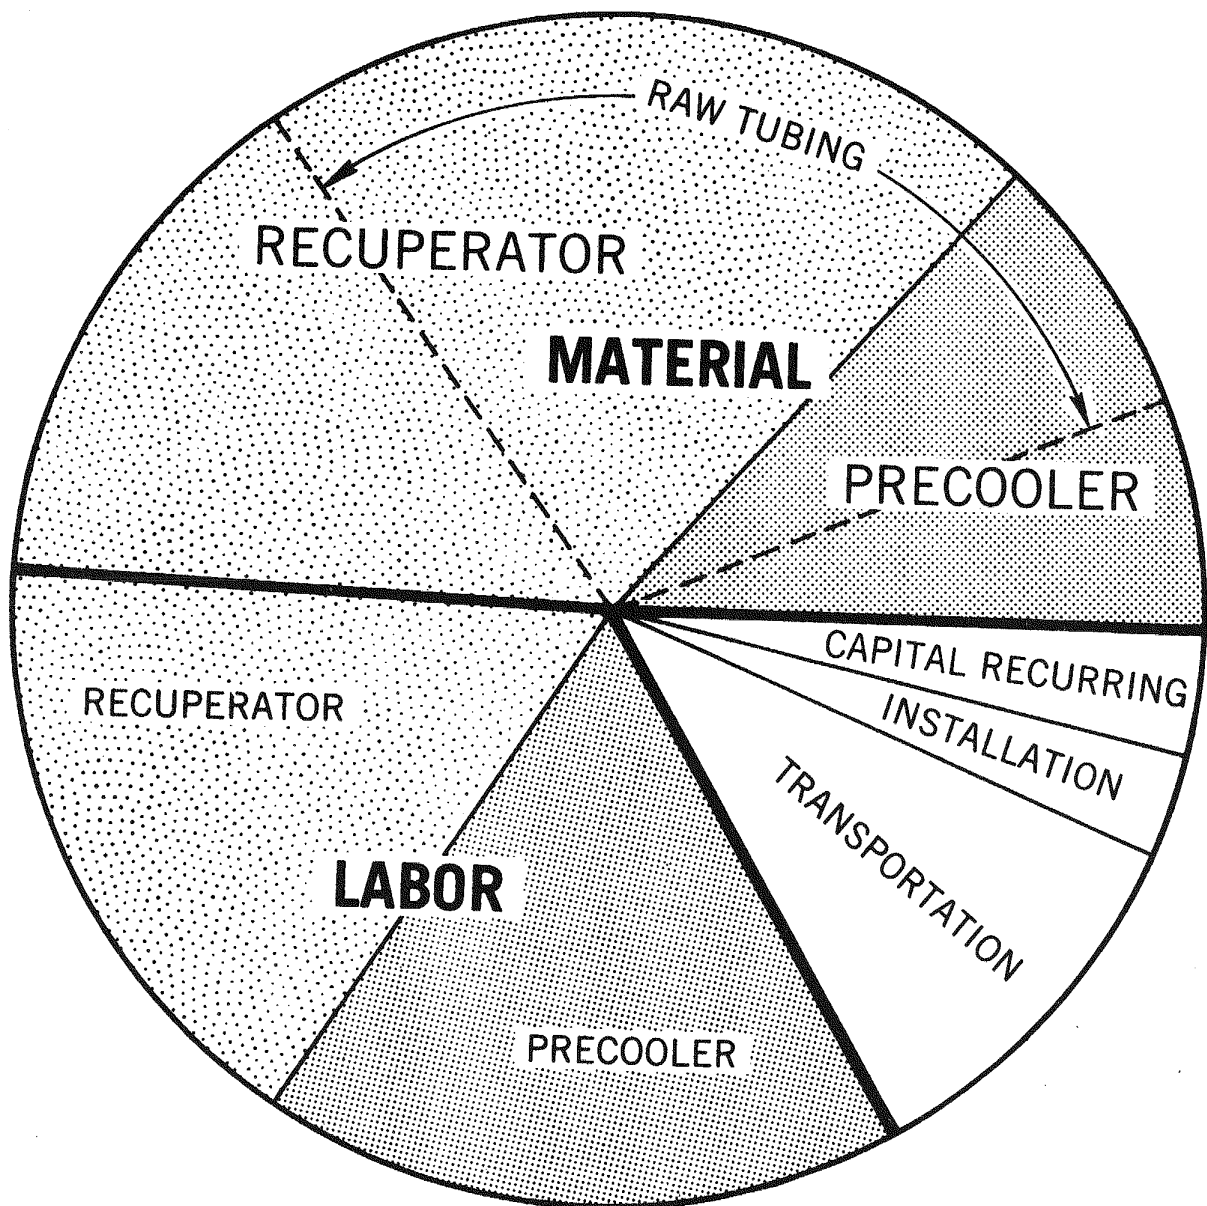 RAW TUBING
RECUPERATOR
MATERIAL
PRECOOLER
CAPITAL RECURRING
INSTALLATION
TRANSPORTATION
RECUPERATOR
LABOR
PRECOOLER